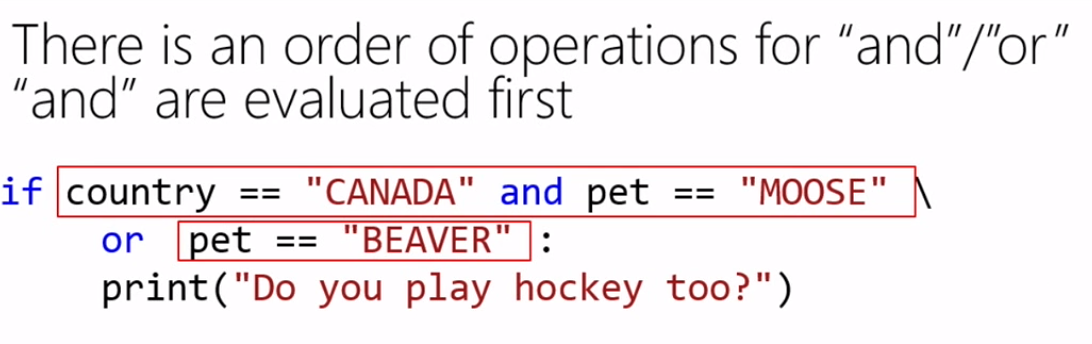 There is an order of operations for “and”/”or”
“and” are evaluated first
if country == "CANADA" and pet == "MOOSE" \
or pet == "BEAVER" :
print("Do you play hockey too?")